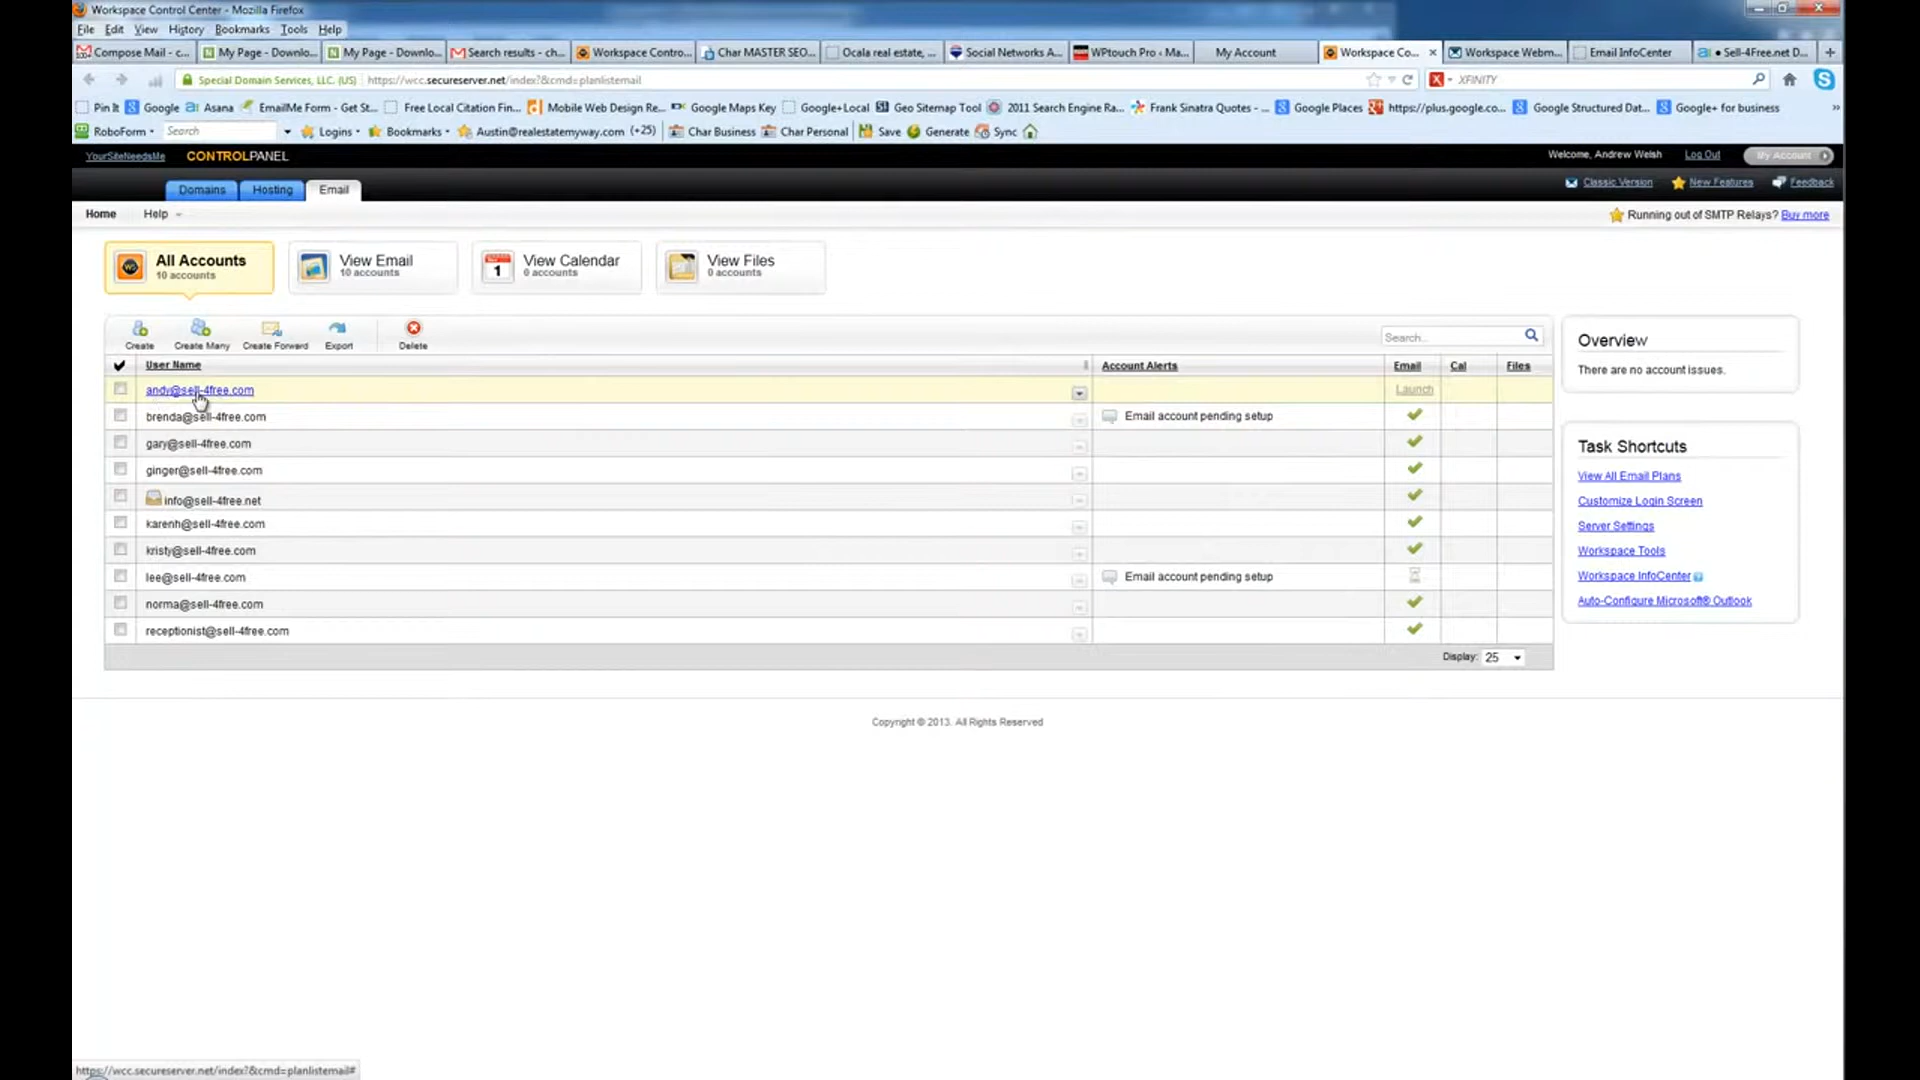 Workspace Control Center - Mozilla Firefox
File Edit View History Bookmarks Tools Help
Compose Mail - c... My Page - Downlo... My Page - Downlo... Search results - ch... Workspace Contro... Char MASTER SEO... Ocala real estate, ... Social Networks A... WPtouch Pro ‹ Ma... My Account Workspace Co... × Workspace Webm... Email InfoCenter • Sell-4Free.net D... +
Special Domain Services, LLC. (US) https://wcc.secureserver.net/index?&cmd=planlistemail XFINITY
Pin It Google Asana EmailMe Form - Get St... Free Local Citation Fin... Mobile Web Design Re... Google Maps Key Google+Local Geo Sitemap Tool 2011 Search Engine Ra... Frank Sinatra Quotes - ... Google Places https://plus.google.co... Google Structured Dat... Google+ for business »
RoboForm Search Logins Bookmarks Austin@realestatemyway.com (+25) Char Business Char Personal Save Generate Sync
YourSiteNeedsMe CONTROLPANEL Welcome, Andrew Welsh Log Out My Account
Domains Hosting Email Classic Version New Features Feedback
Home Help Running out of SMTP Relays? Buy more
All Accounts View Email View Calendar View Files
10 accounts 10 accounts 1 0 accounts 0 accounts
Create Create Many Create Forward Export Delete Search...
User Name Account Alerts Email Cal Files
andy@sell-4free.com Launch
brenda@sell-4free.com Email account pending setup
gary@sell-4free.com
ginger@sell-4free.com
info@sell-4free.net
karenh@sell-4free.com
kristy@sell-4free.com
lee@sell-4free.com Email account pending setup
norma@sell-4free.com
receptionist@sell-4free.com
Display: 25
Overview
There are no account issues.
Task Shortcuts
View All Email Plans
Customize Login Screen
Server Settings
Workspace Tools
Workspace InfoCenter
Auto-Configure Microsoft® Outlook
Copyright © 2013. All Rights Reserved
https://wcc.secureserver.net/index?&cmd=planlistemail#